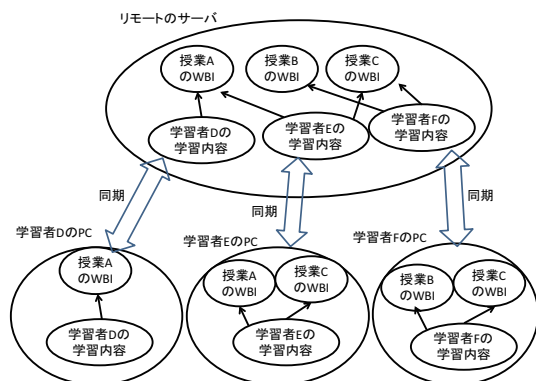 リモートのサーバ
授業A
のWBI
授業B
のWBI
授業C
のWBI
学習者Dの
学習内容
学習者Eの
学習内容
学習者Fの
学習内容
同期
同期
同期
学習者DのPC
学習者EのPC
学習者FのPC
授業A
のWBI
授業A
のWBI
授業C
のWBI
授業B
のWBI
授業C
のWBI
学習者Dの
学習内容
学習者Eの
学習内容
学習者Fの
学習内容